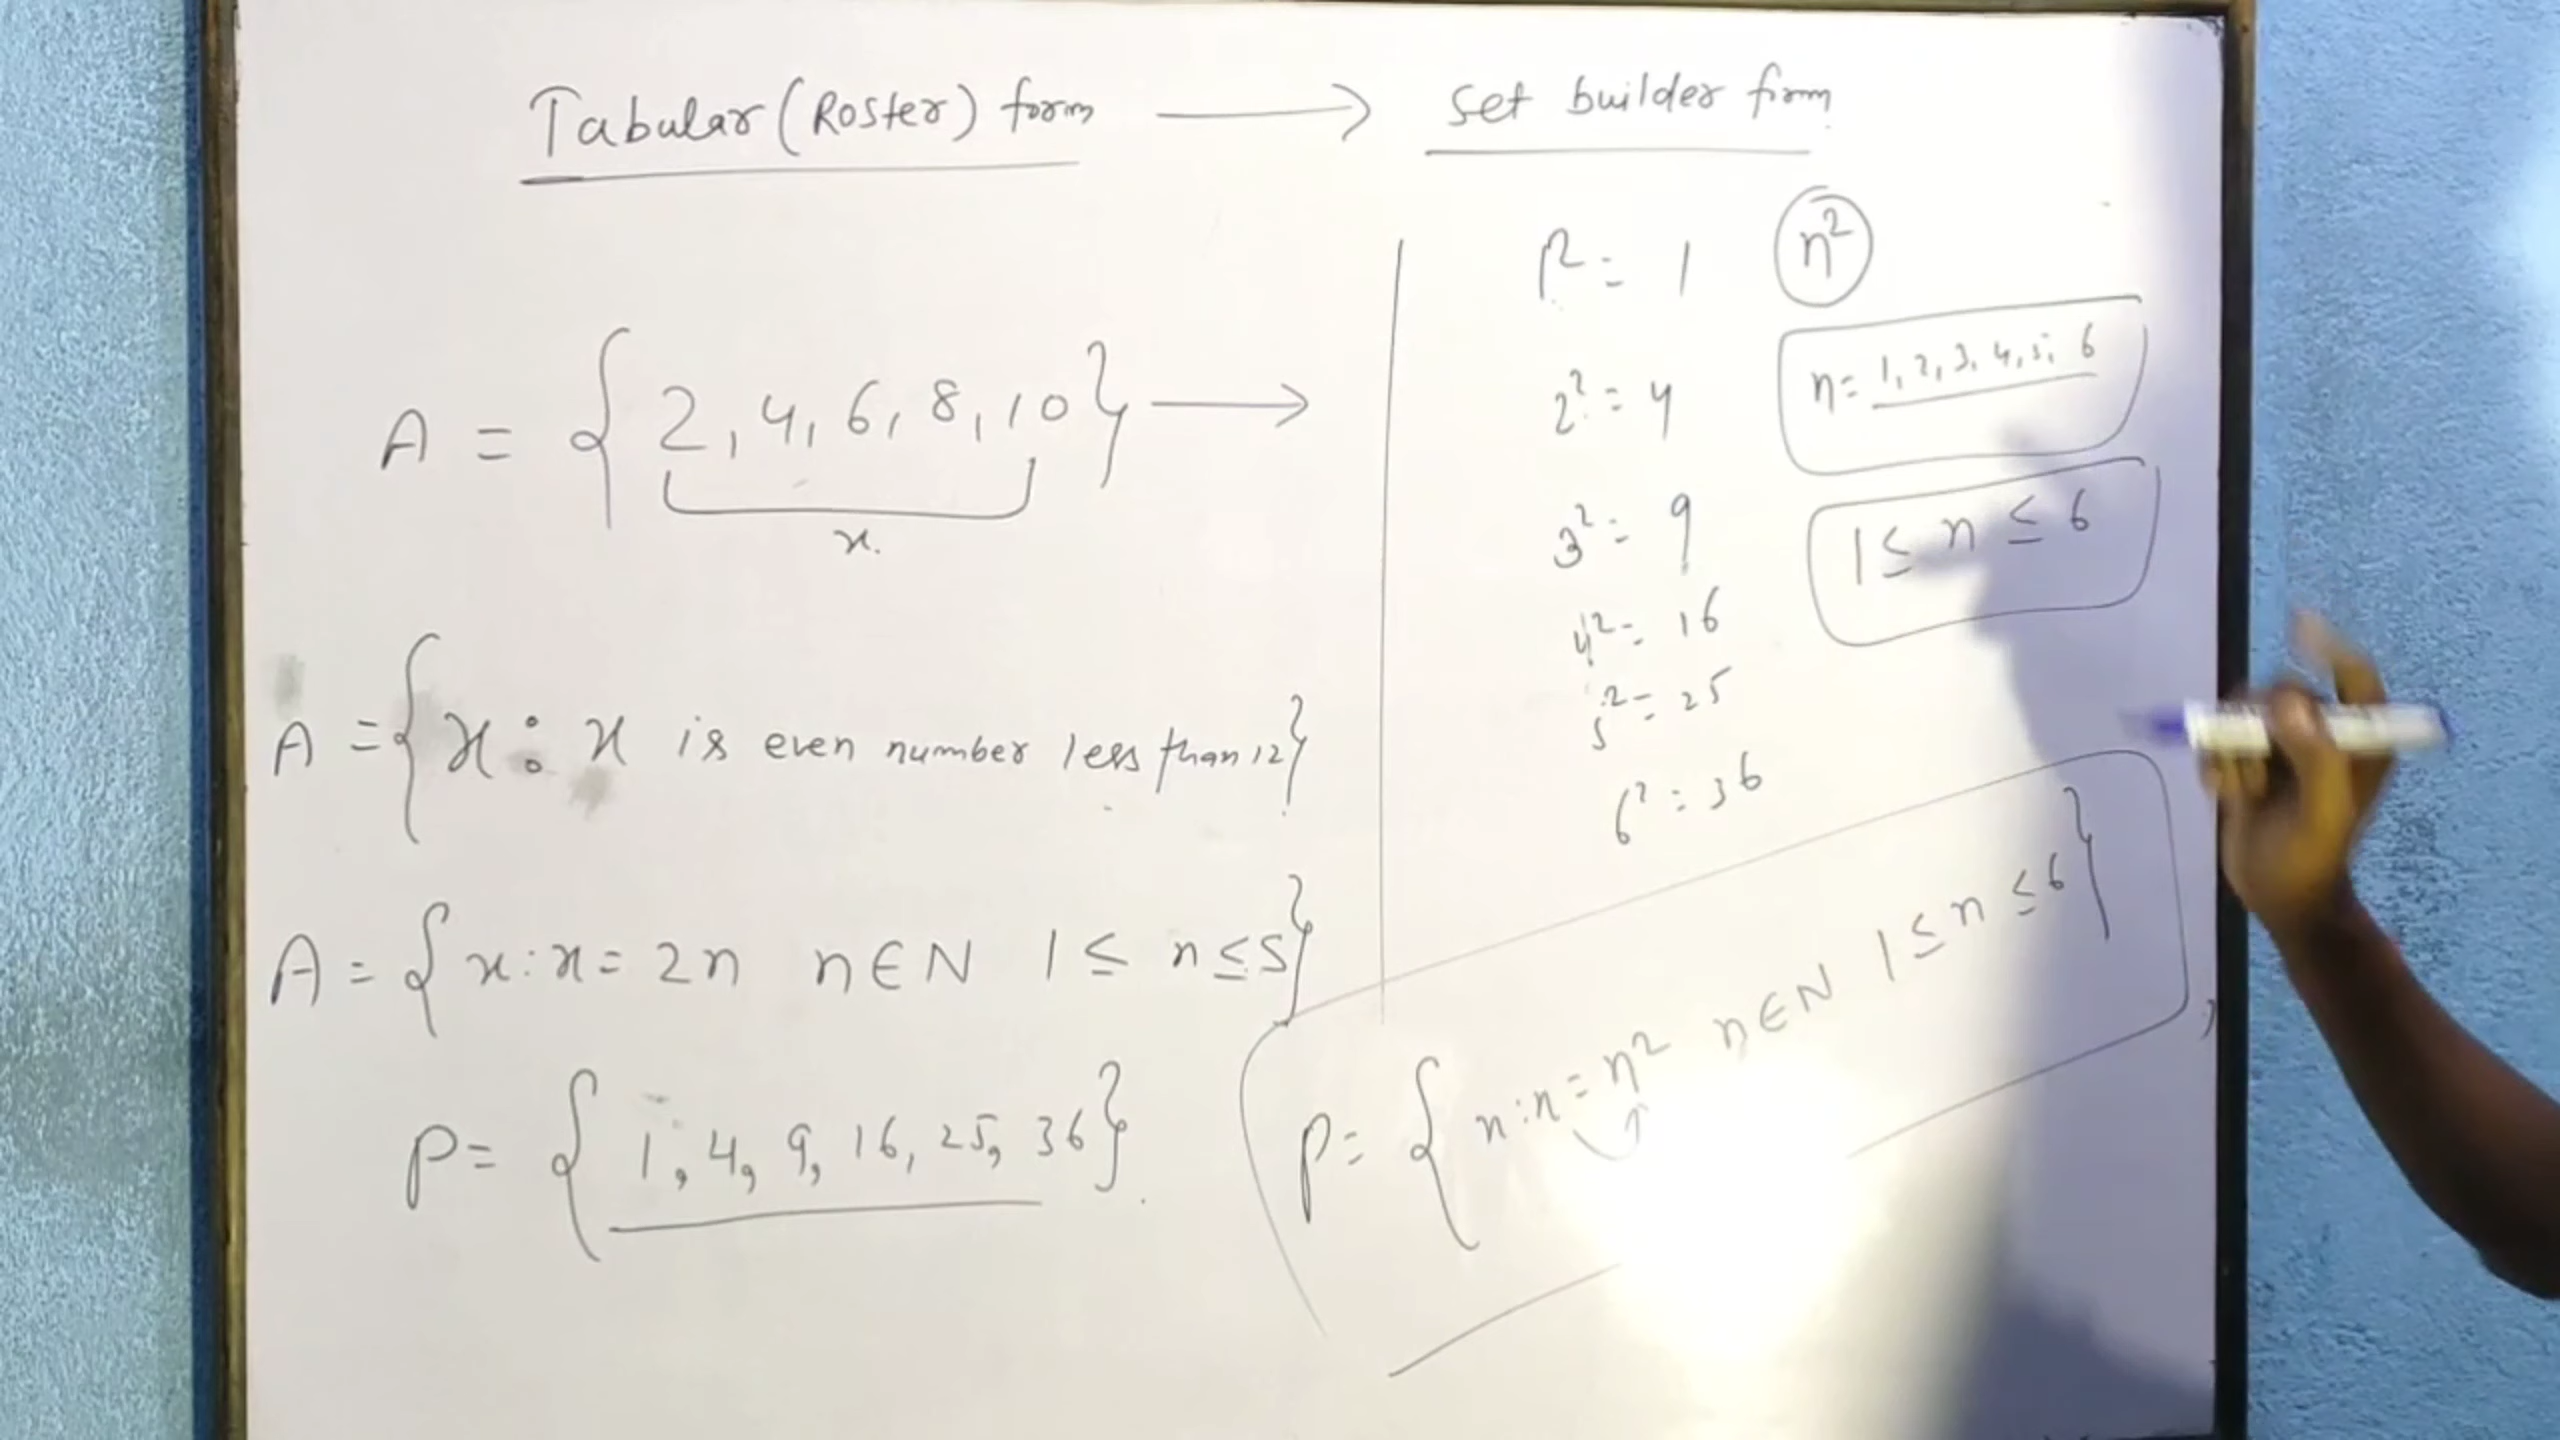 Tabular (Roster) form → Set builder form
A = { 2, 4, 6, 8, 10 } →
x.
A = { x : x is even number less than 12 }
A = { x : x = 2n n ∈ N 1 ≤ n ≤ 5 }
P = { 1, 4, 9, 16, 25, 36 }
1² = 1
2² = 4
3² = 9
4² = 16
5² = 25
6² = 36
n²
n = 1, 2, 3, 4, 5, 6
1 ≤ n ≤ 6
P = { x : x = n² n ∈ N 1 ≤ n ≤ 6 }